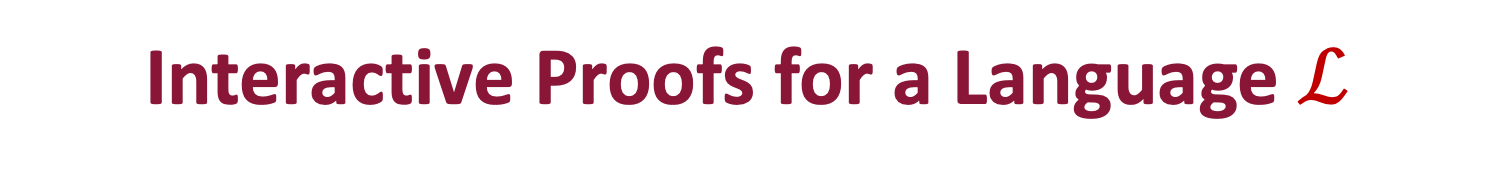 Interactive Proofs for a Language ℒ